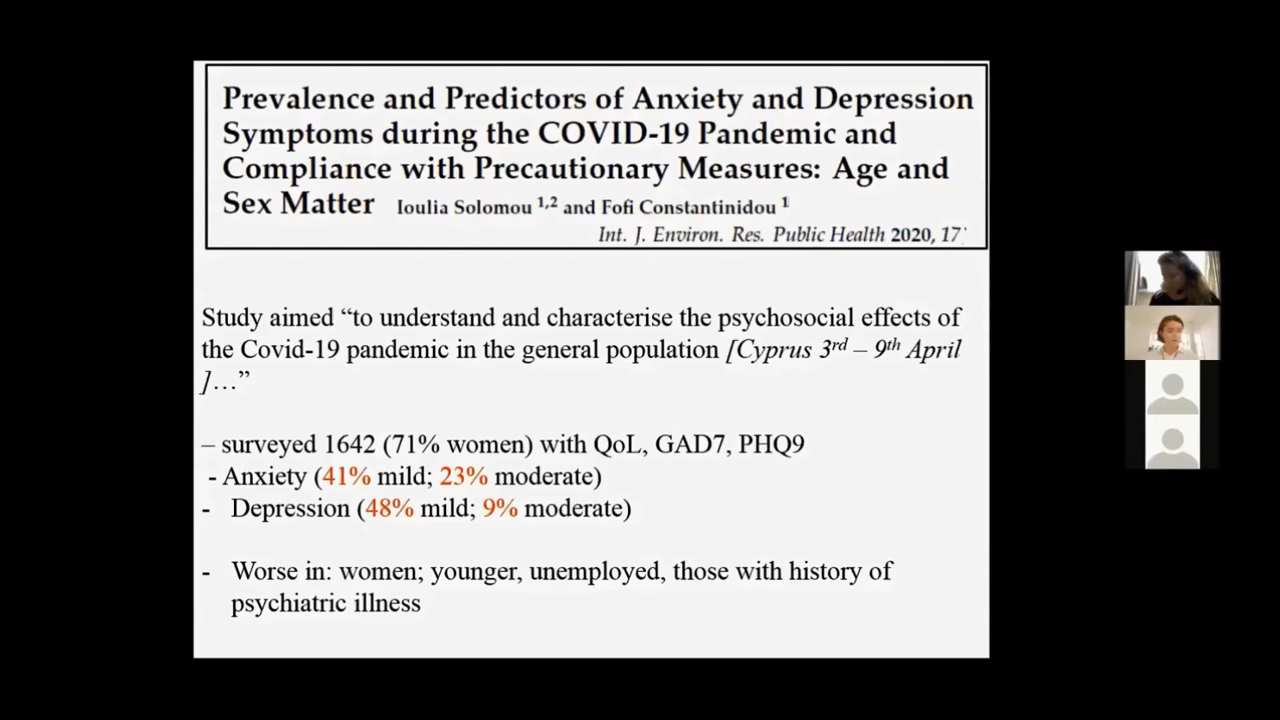 Prevalence and Predictors of Anxiety and Depression
Symptoms during the COVID-19 Pandemic and
Compliance with Precautionary Measures: Age and
Sex Matter Ioulia Solomou 1,2 and Fofi Constantinidou 1
Int. J. Environ. Res. Public Health 2020, 17
Study aimed “to understand and characterise the psychosocial effects of
the Covid-19 pandemic in the general population [Cyprus 3rd – 9th April
]…”
– surveyed 1642 (71% women) with QoL, GAD7, PHQ9
- Anxiety (41% mild; 23% moderate)
- Depression (48% mild; 9% moderate)
- Worse in: women; younger, unemployed, those with history of
psychiatric illness